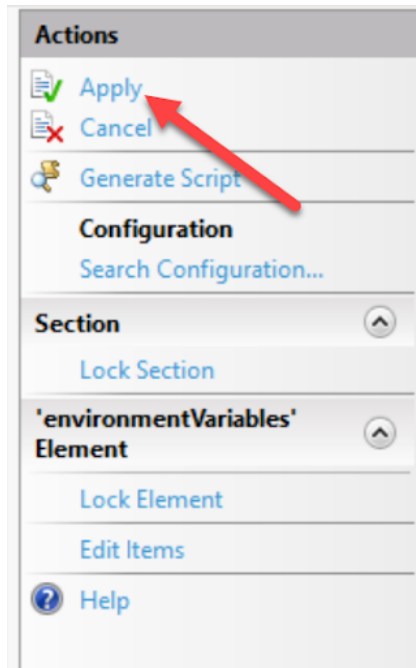 Actions
Apply
Cancel
Generate Script
Configuration
Search Configuration...
Section
Lock Section
'environmentVariables'
Element
Lock Element
Edit Items
Help